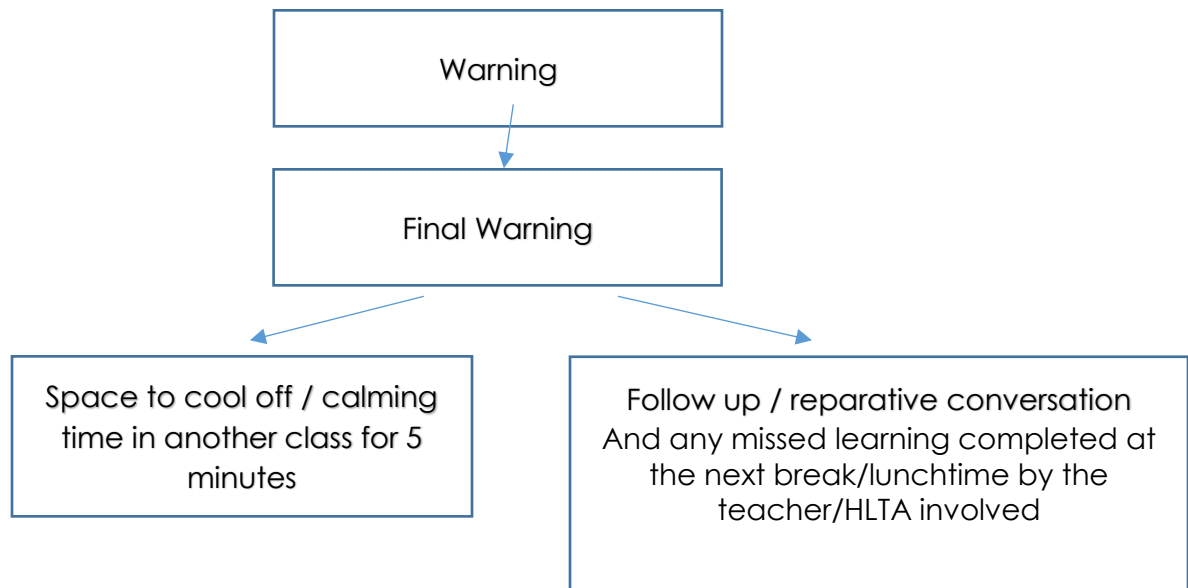 Warning
Final Warning
Space to cool off / calming
time in another class for 5
minutes
Follow up / reparative conversation
And any missed learning completed at
the next break/lunchtime by the
teacher/HLTA involved